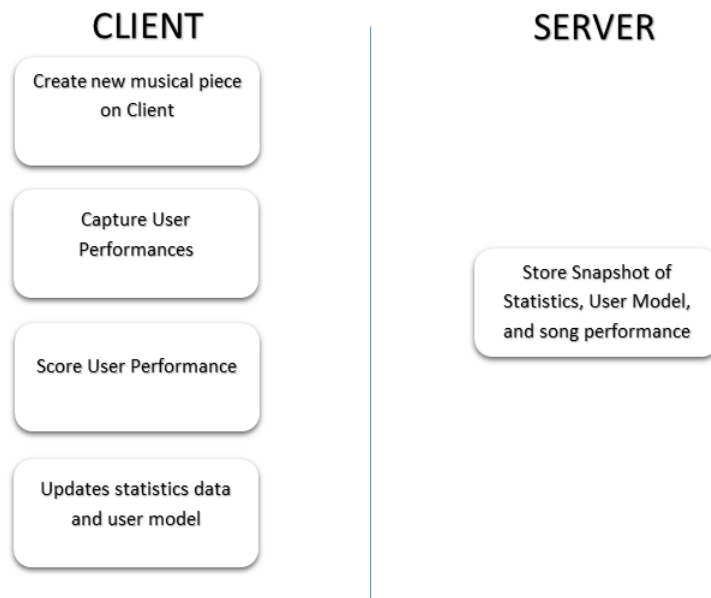 CLIENT
Create new musical piece
on Client
Capture User
Performances
Score User Performance
Updates statistics data
and user model
SERVER
Store Snapshot of
Statistics, User Model,
and song performance